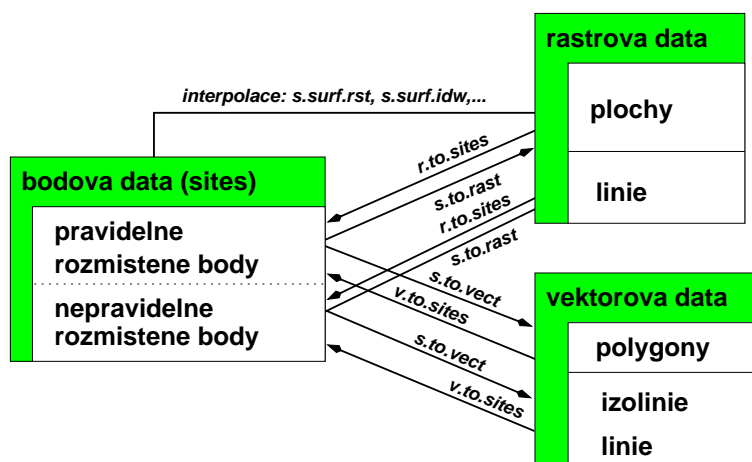 rastrova data
interpolace: s.surf.rst, s.surf.idw,...
plochy
r.to.sites
bodova data (sites)
s.to.rast
linie
r.to.sites
pravidelne
s.to.rast
rozmistene body
s.to.vect
vektorova data
nepravidelne
v.to.sites
rozmistene body
polygony
s.to.vect
izolinie
v.to.sites
linie